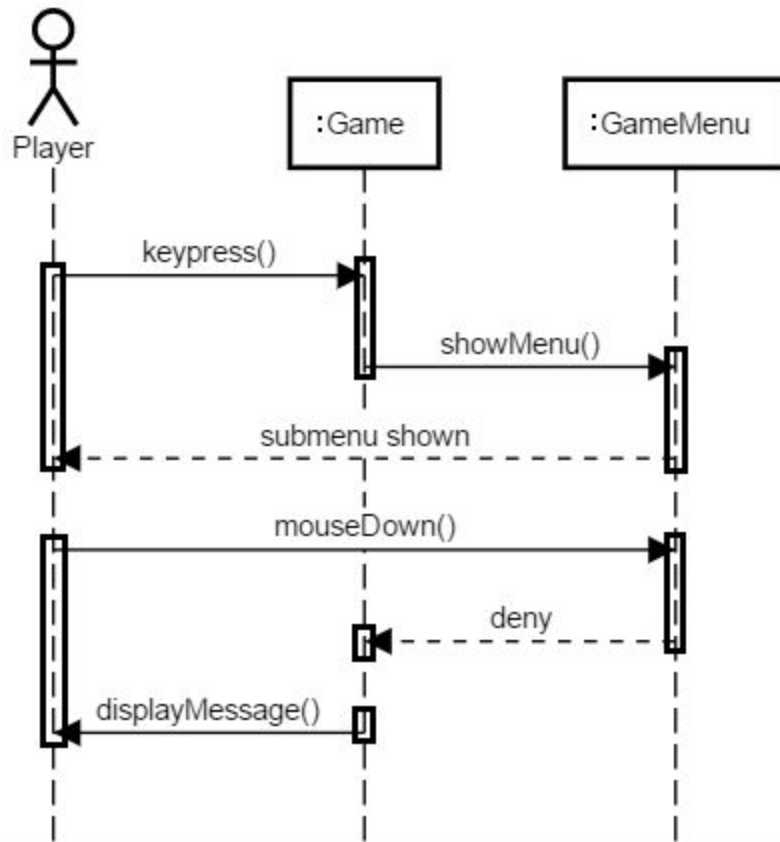 Player
:Game
:GameMenu
keypress()
showMenu()
submenu shown
mouseDown()
deny
displayMessage()